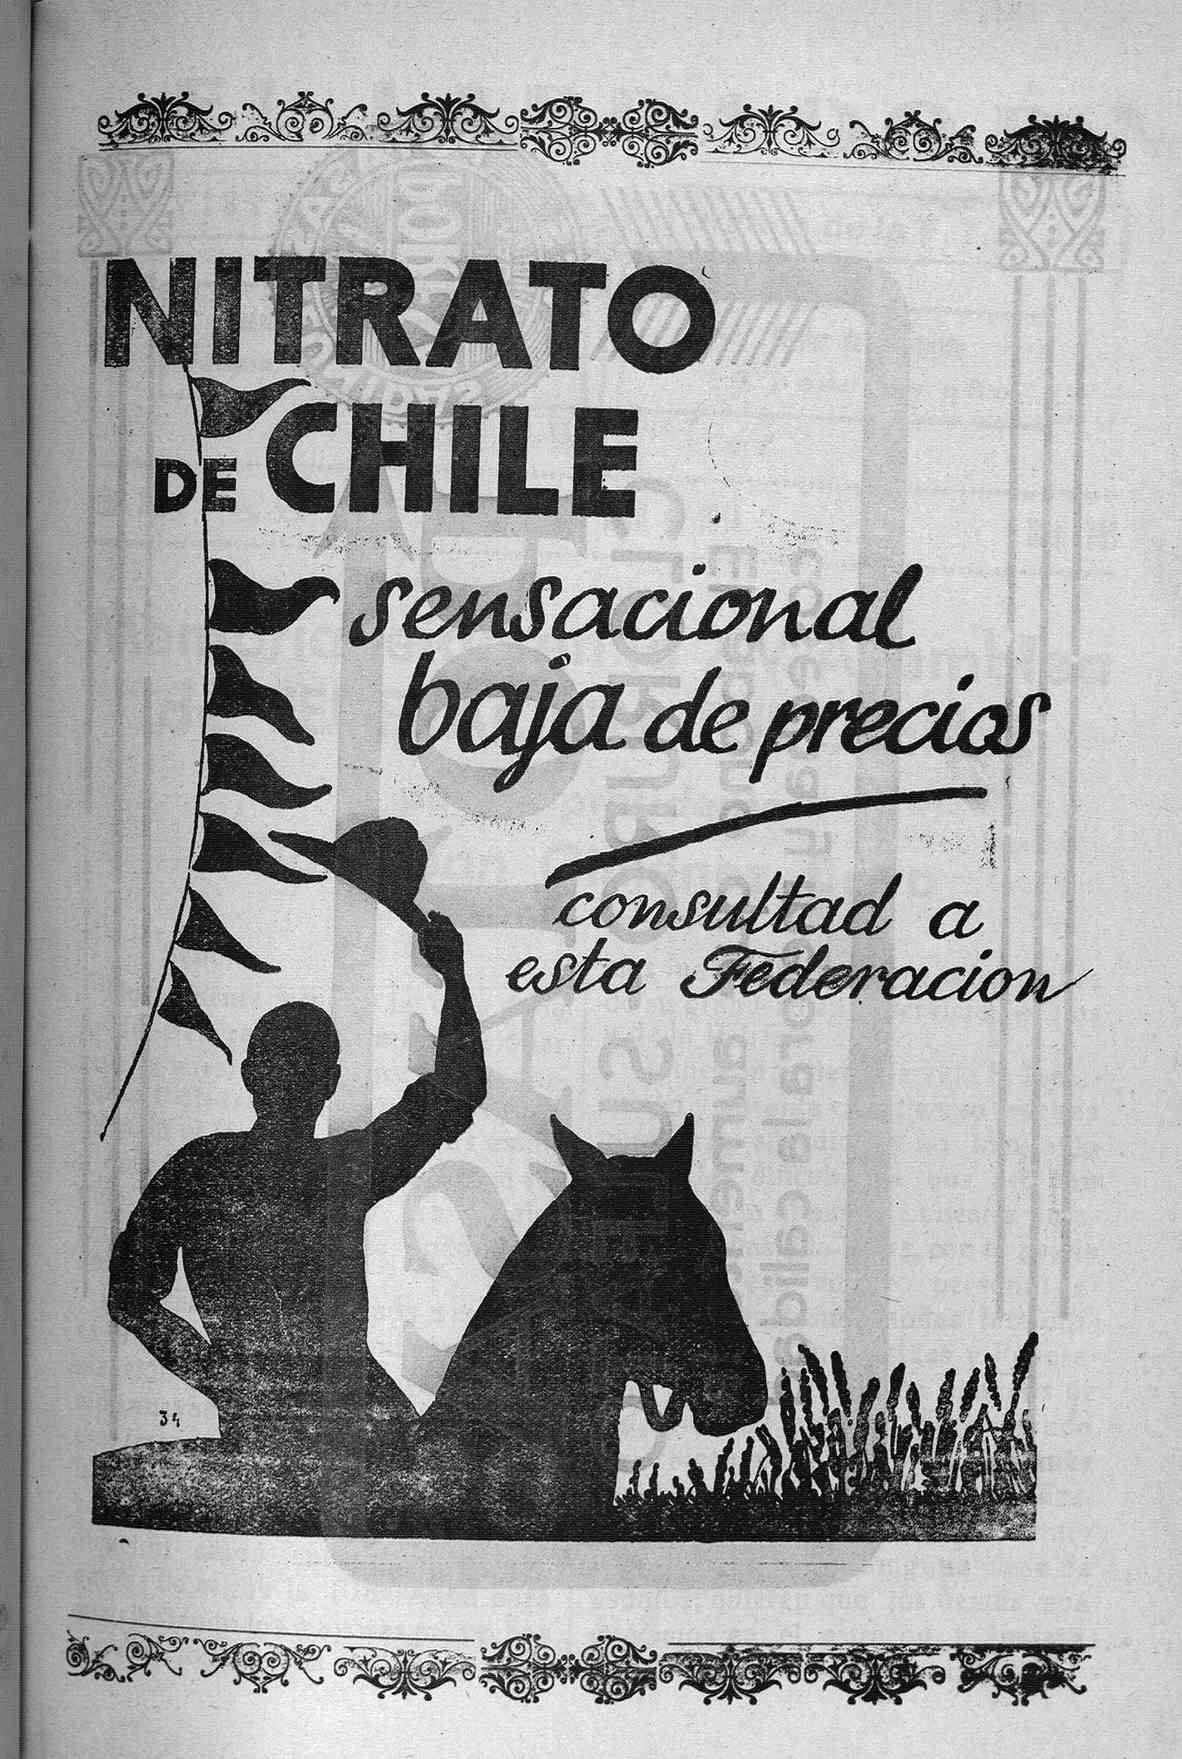 NITRATO
DE CHILE
sensacional
baja de precios
consultad a
esta Federacion
34